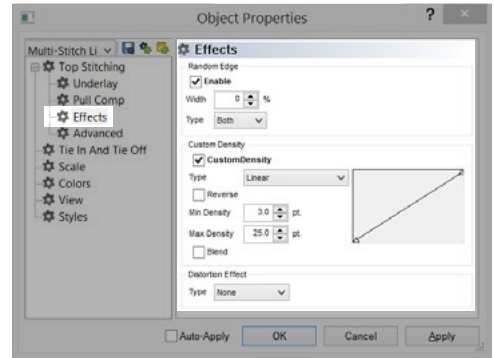 Object Properties
?
Multi-Stitch Li
Top Stitching
Underlay
Pull Comp
Effects
Advanced
Tie In And Tie Off
Scale
Colors
View
Styles
Effects
Random Edge
Enable
Width 0 %
Type Both
Custom Density
CustomDensity
Type Linear
Reverse
Min Density 3.0 pt.
Max Density 25.0 pt.
Blend
Distortion Effect
Type None
Auto-Apply OK Cancel Apply